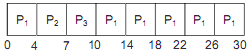 P₁ P₂ P₃ P₁ P₁ P₁ P₁ P₁
0 4 7 10 14 18 22 26 30